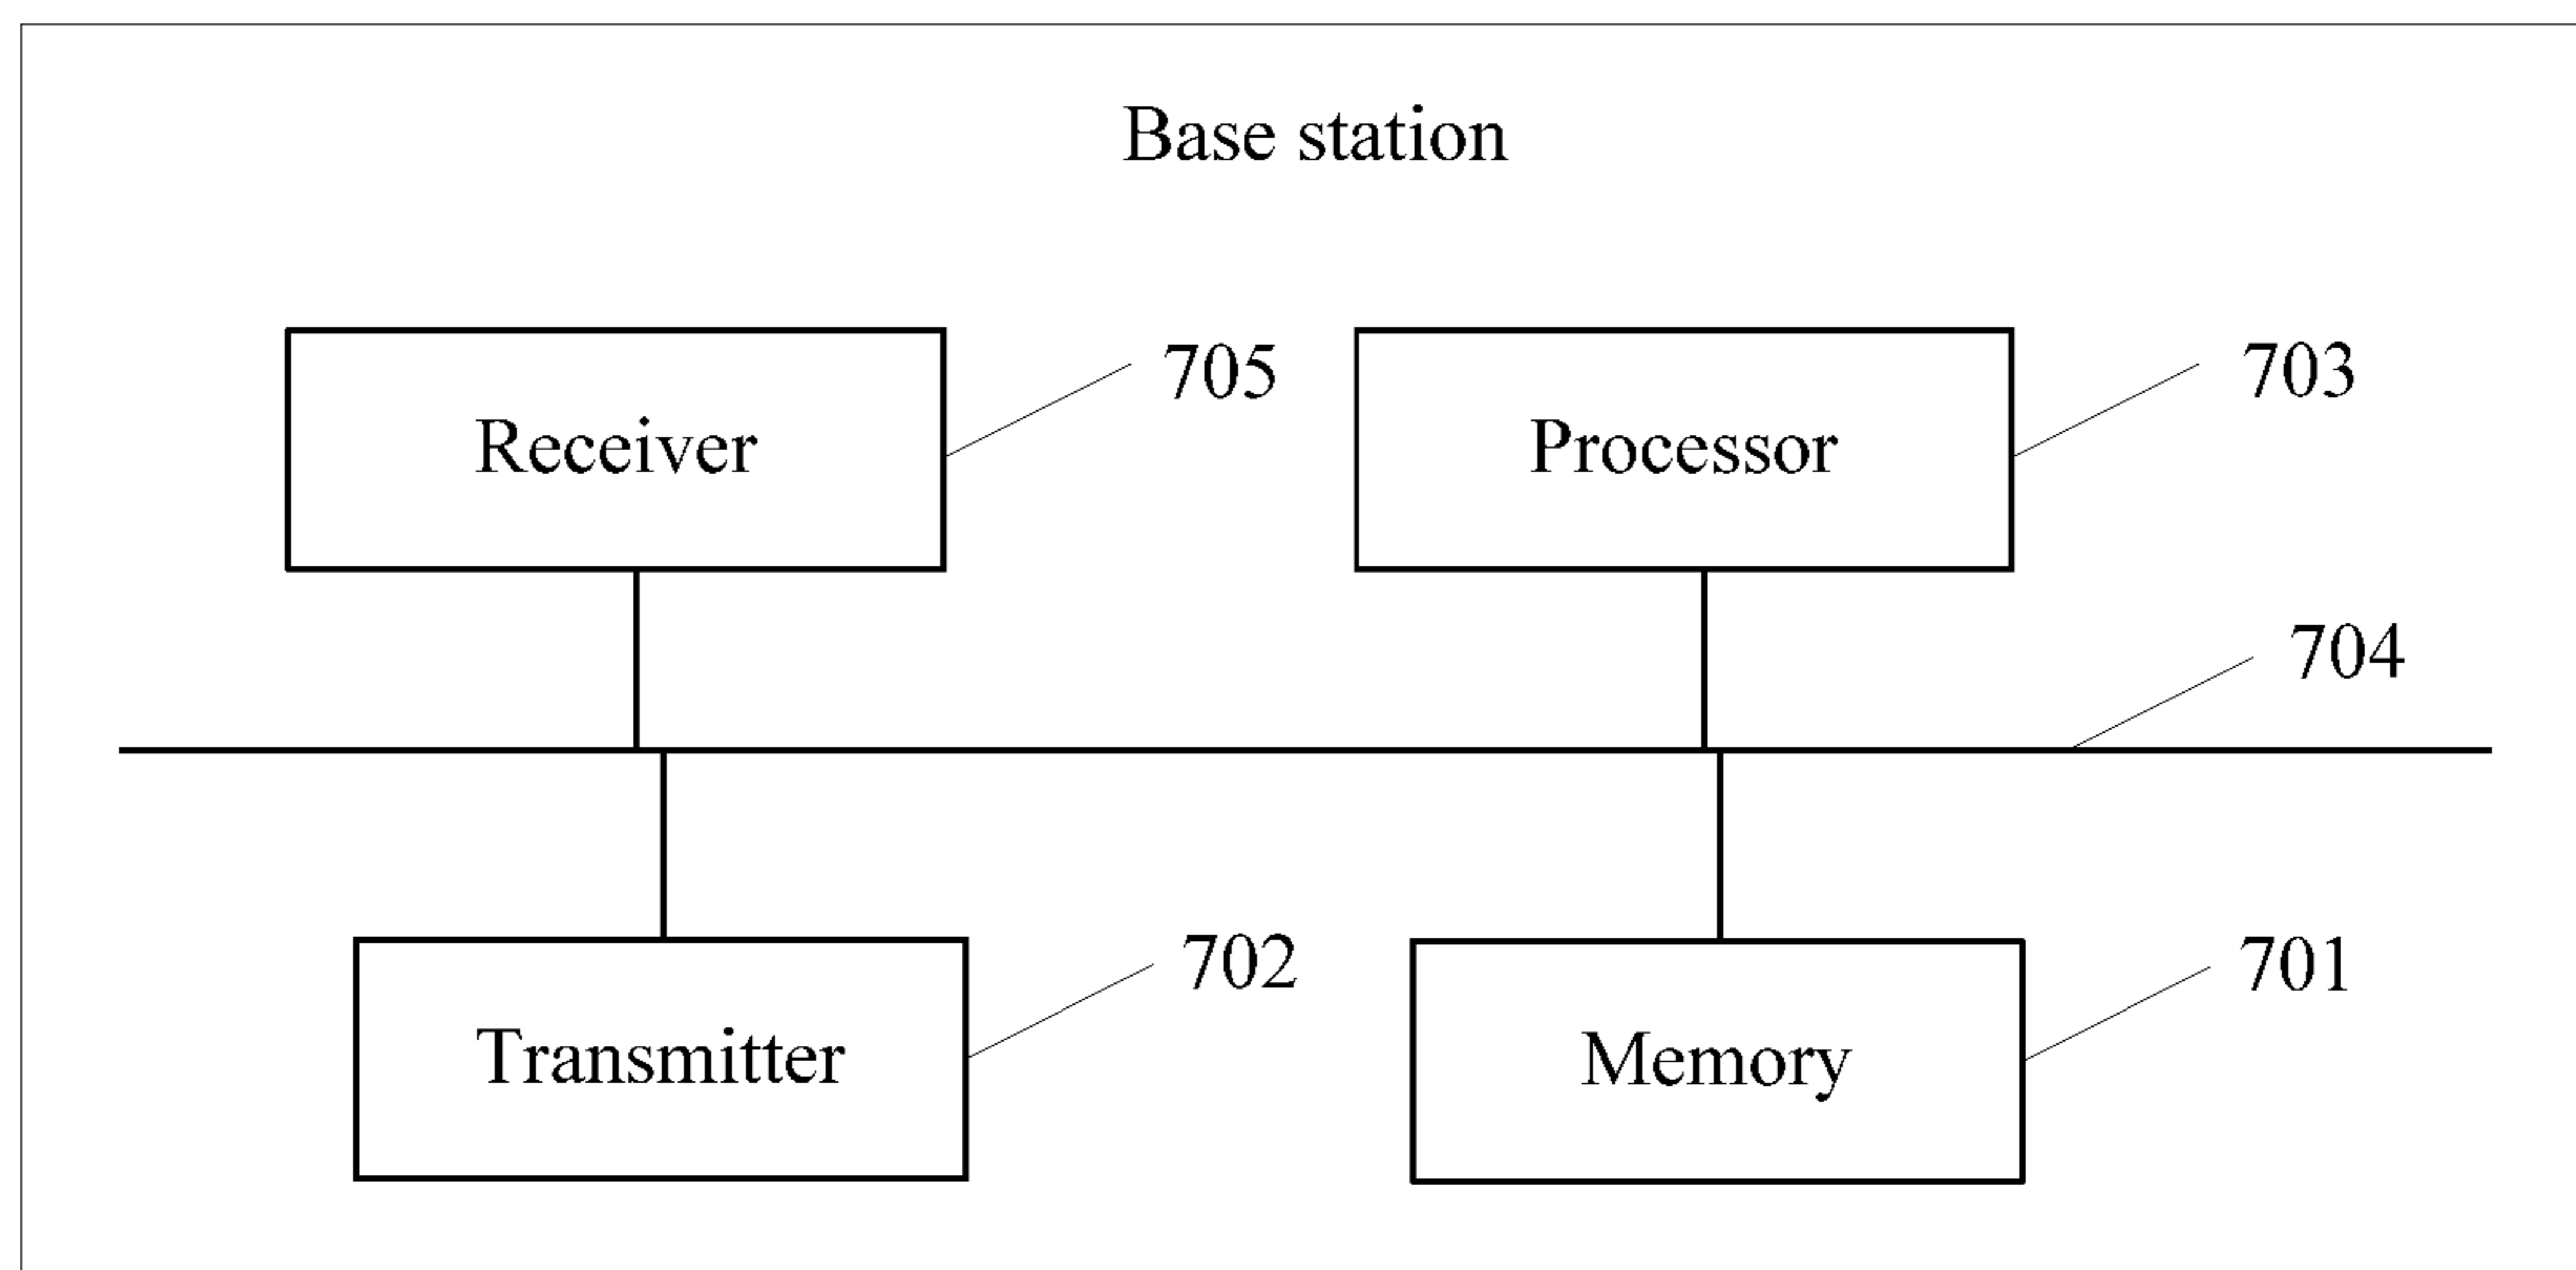 Base station
705
703
Receiver
Processor
704
702
701
Transmitter
Memory